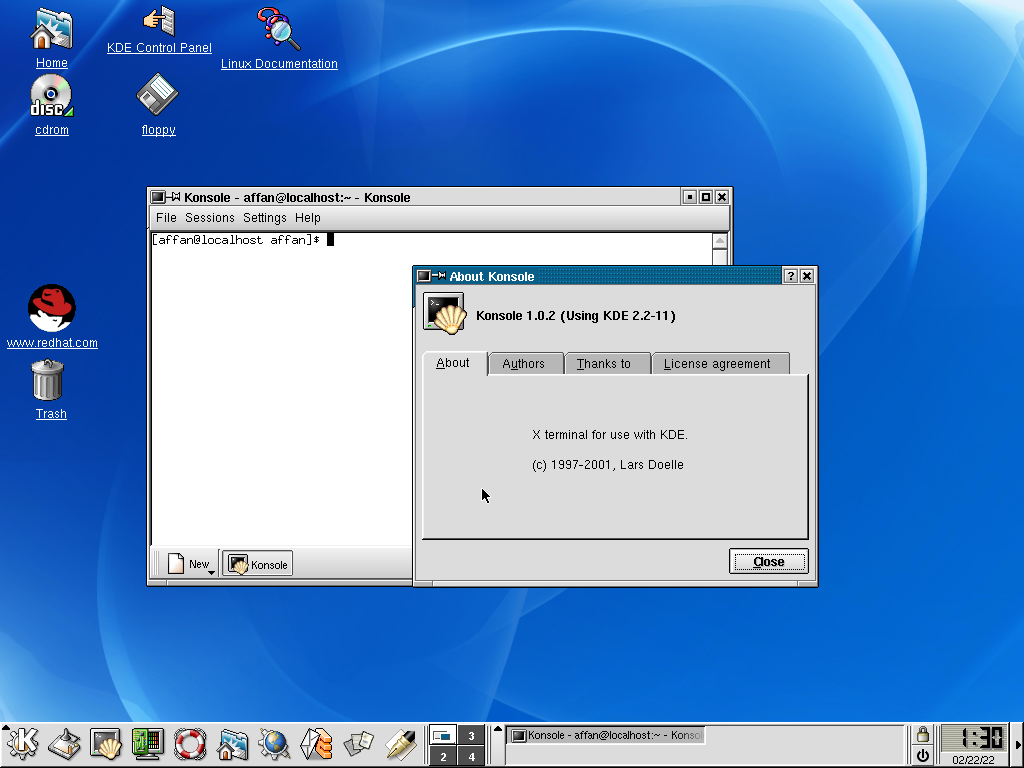 KDE Control Panel
Home
Linux Documentation
disc
cdrom
floppy
www.redhat.com
Trash
Konsole - affan@localhost:~ - Konsole
File Sessions Settings Help
[affan@localhost affan]$
About Konsole
Konsole 1.0.2 (Using KDE 2.2-11)
About Authors Thanks to License agreement
X terminal for use with KDE.
(c) 1997-2001, Lars Doelle
Close
New
Konsole
K
3
2 4
Konsole - affan@localhost:~ - Konso
1:30
02/22/22